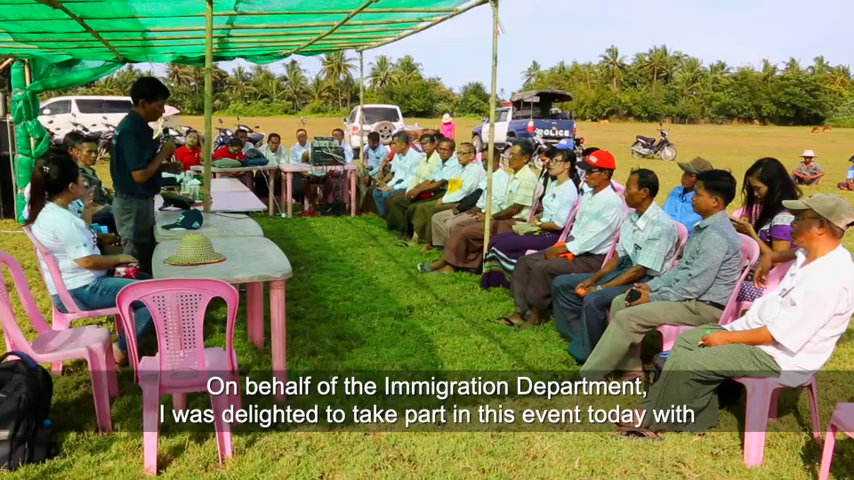 POLICE
On behalf of the Immigration Department,
I was delighted to take part in this event today with